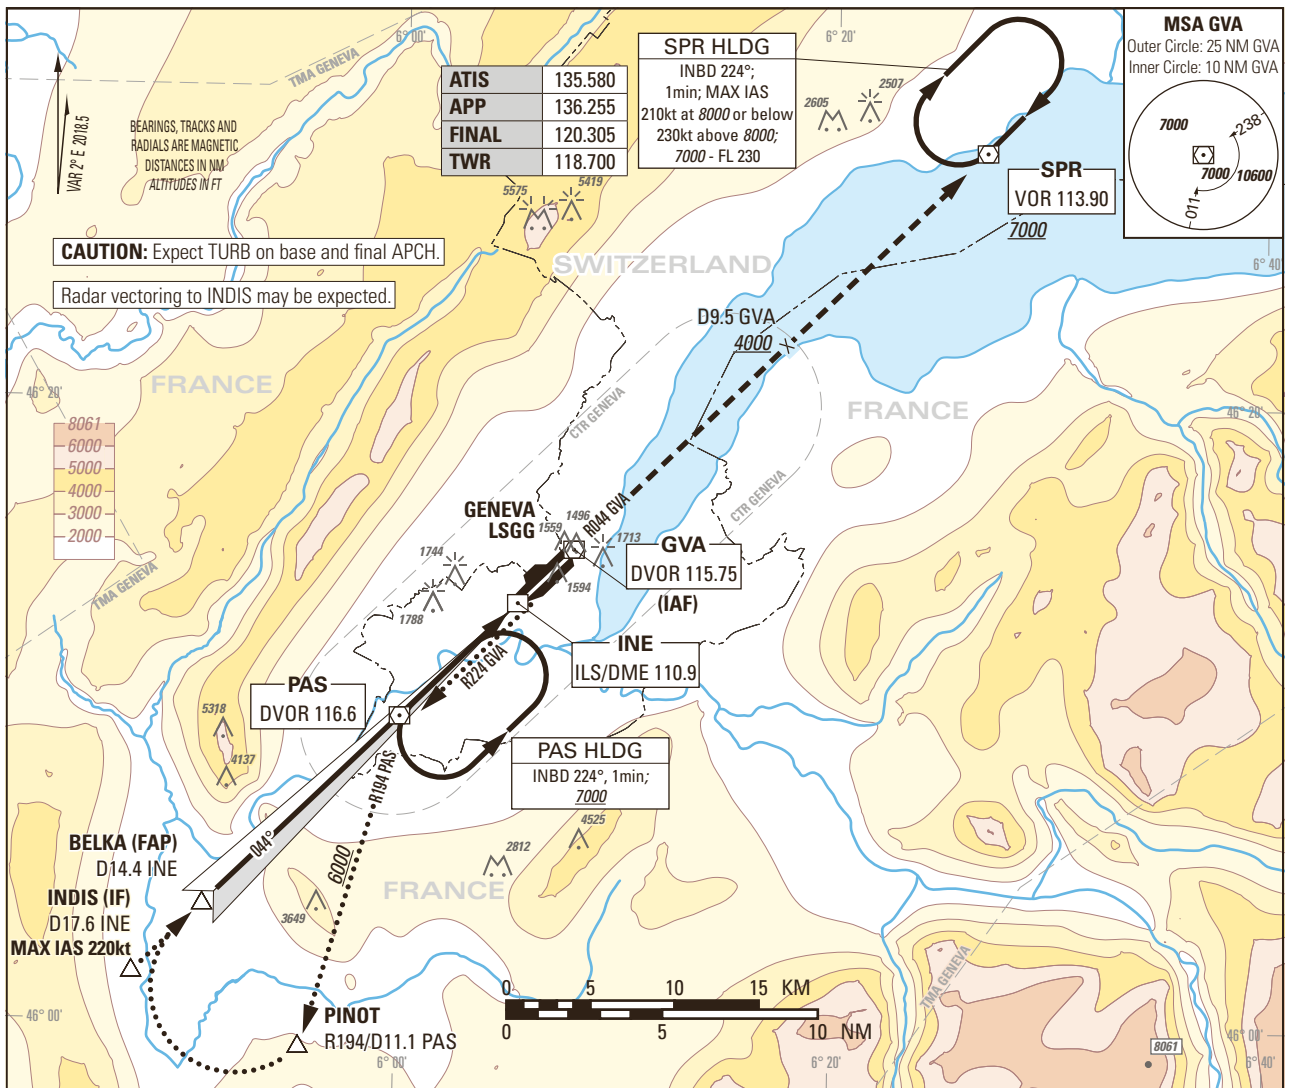 6° 00'
6° 20'
TMA GENEVA
VAR 2° E 2018.5
BEARINGS, TRACKS AND
RADIALS ARE MAGNETIC
DISTANCES IN NM
ALTITUDES IN FT
ATIS 135.580
APP 136.255
FINAL 120.305
TWR 118.700
SPR HLDG
INBD 224°;
1min; MAX IAS
210kt at 8000 or below
230kt above 8000;
7000 - FL 230
2605
2507
MSA GVA
Outer Circle: 25 NM GVA
Inner Circle: 10 NM GVA
7000
238
7000
10600
011
5575
5419
SPR
VOR 113.90
7000
CAUTION: Expect TURB on base and final APCH.
Radar vectoring to INDIS may be expected.
SWITZERLAND
6° 40'
D9.5 GVA
4000
46° 20'
FRANCE
FRANCE
46° 20'
CTR GENEVA
8061
6000
5000
4000
3000
2000
CTR GENEVA
GENEVA
LSGG
1559
1496
R044 GVA
1713
1744
1788
1594
GVA
DVOR 115.75
(IAF)
TMA GENEVA
INE
ILS/DME 110.9
R224 GVA
PAS
DVOR 116.6
5318
4137
PAS HLDG
INBD 224°, 1min;
7000
R194 PAS
044°
BELKA (FAP)
D14.4 INE
INDIS (IF)
D17.6 INE
MAX IAS 220kt
6000
4525
2812
3649
FRANCE
TMA GENEVA
0 5 10 15 KM
0 5 10 NM
PINOT
R194/D11.1 PAS
46° 00'
46° 00'
8061
6° 00'
6° 20'
6° 40'